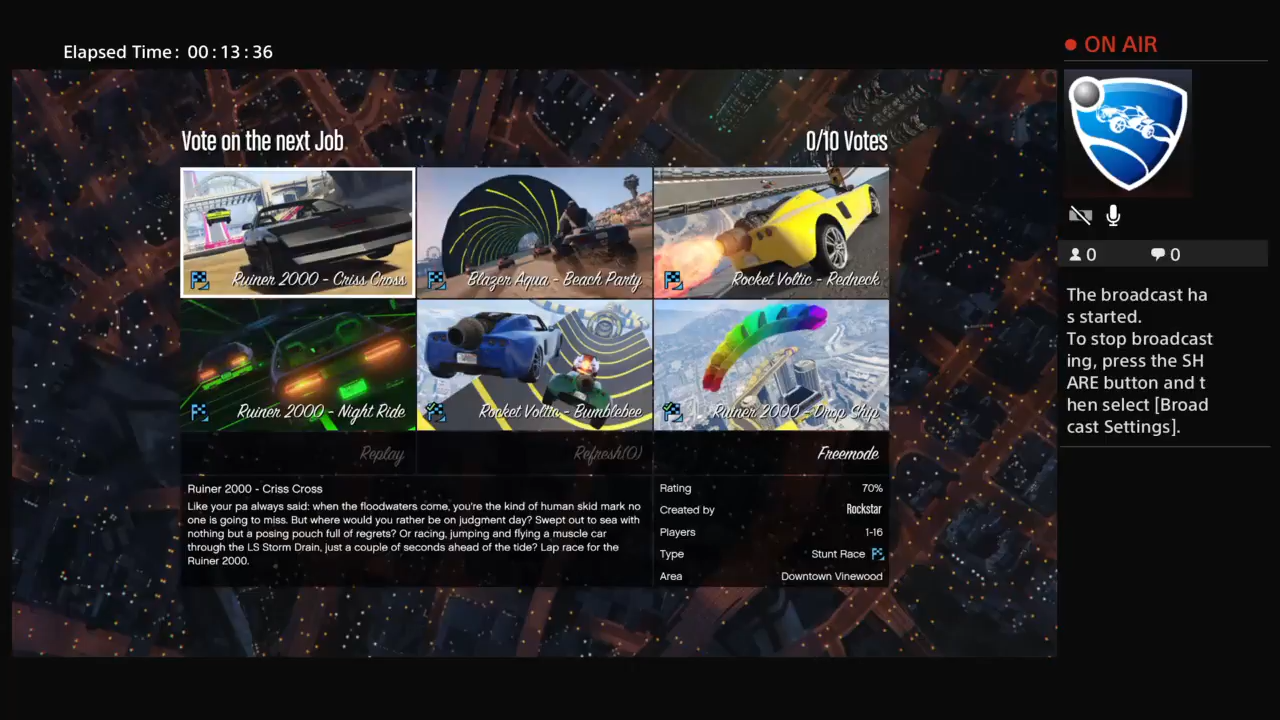 Elapsed Time: 00:13:36
ON AIR
Vote on the next Job
0/10 Votes
Ruiner 2000 - Criss Cross
Blazer Aqua - Beach Party
Rocket Voltic - Redneck
Ruiner 2000 - Night Ride
Rocket Voltic - Bumblebee
Ruiner 2000 - Drop Ship
Replay
Refresh(0)
Freemode
Ruiner 2000 - Criss Cross
Like your pa always said: when the floodwaters come, you're the kind of human skid mark no
one is going to miss. But where would you rather be on judgment day? Swept out to sea with
nothing but a posing pouch full of regrets? Or racing, jumping and flying a muscle car
through the LS Storm Drain, just a couple of seconds ahead of the tide? Lap race for the
Ruiner 2000.
Rating 70%
Created by Rockstar
Players 1-16
Type Stunt Race
Area Downtown Vinewood
0 0
The broadcast ha
s started.
To stop broadcast
ing, press the SH
ARE button and t
hen select [Broad
cast Settings].